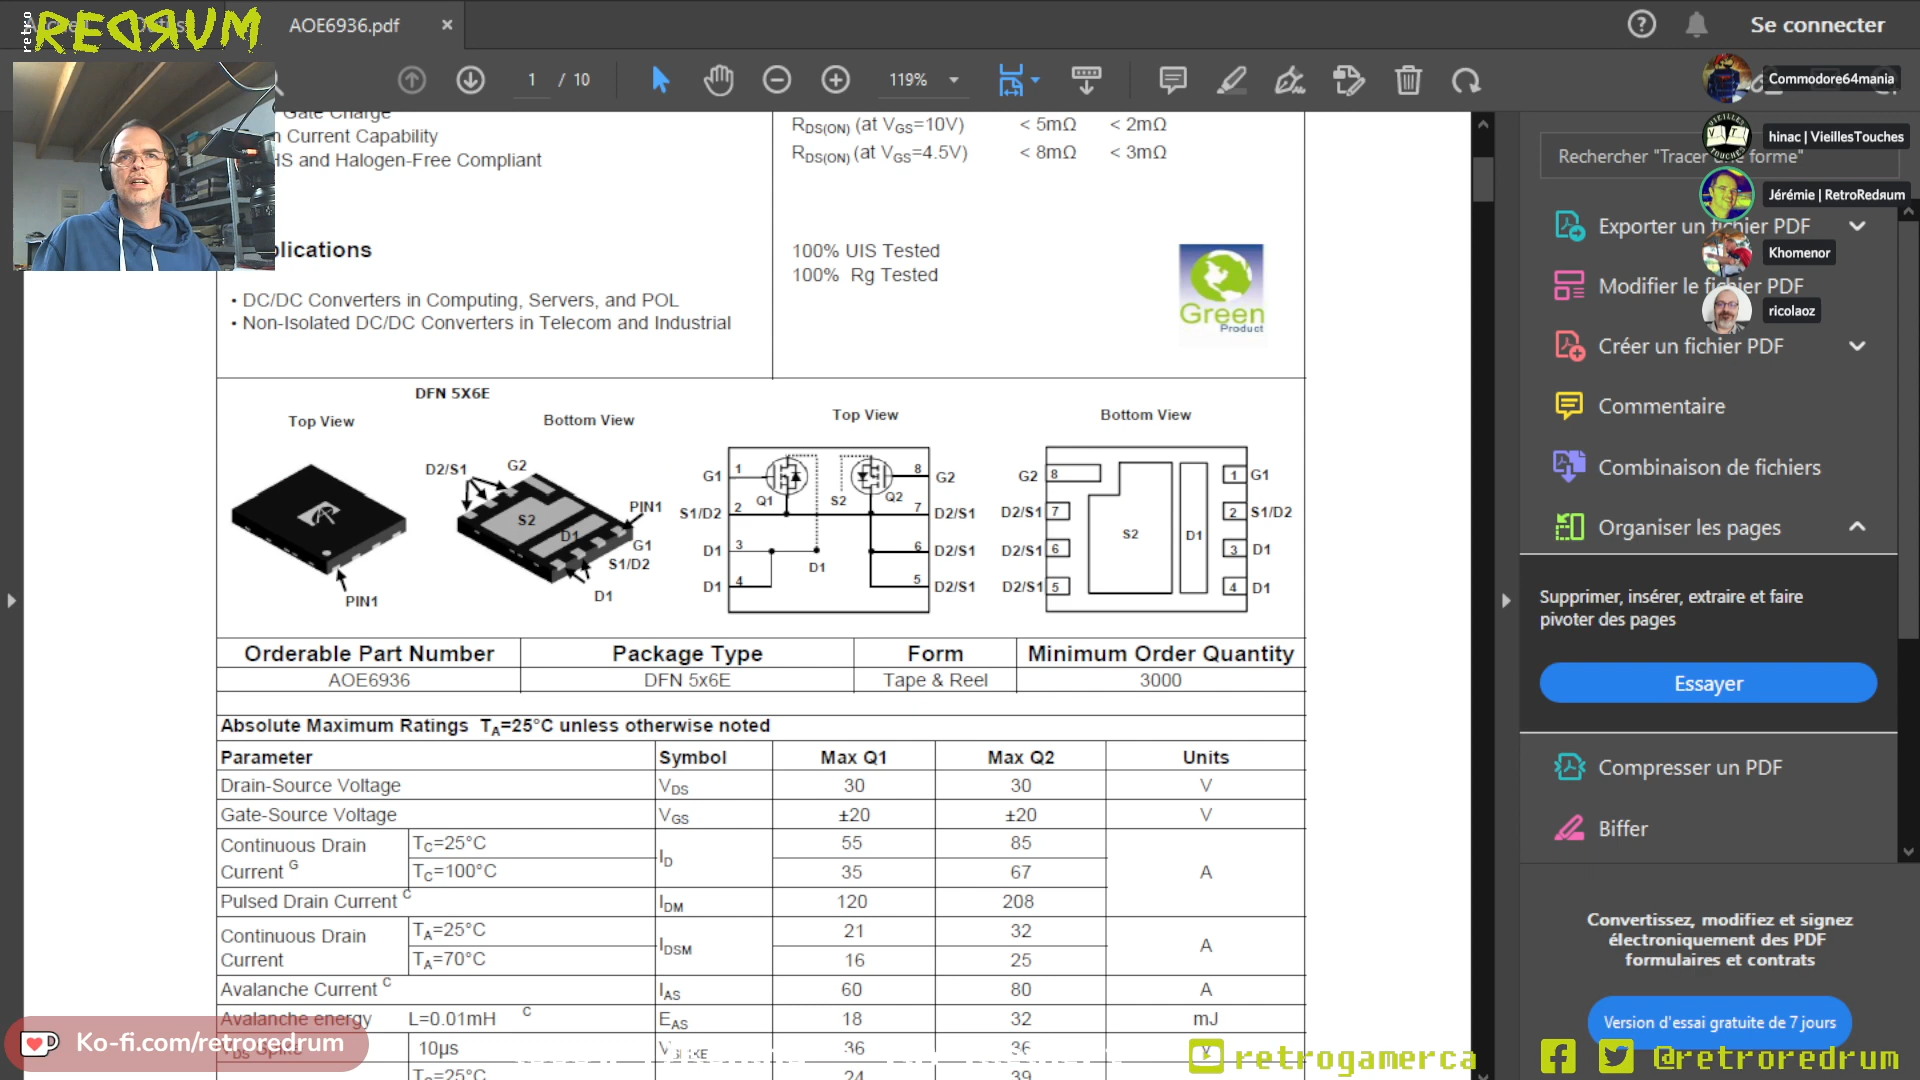 retro REDRUM
AOE6936.pdf
Se connecter
1 / 10
119%
Commodore64mania
hinac | VieillesTouches
Jérémie | RetroRedяum
Khomenor
ricolaoz
Gate Charge
Current Capability
HS and Halogen-Free Compliant
RDS(ON) (at VGS=10V) < 5mΩ < 2mΩ
RDS(ON) (at VGS=4.5V) < 8mΩ < 3mΩ
plications
• DC/DC Converters in Computing, Servers, and POL
• Non-Isolated DC/DC Converters in Telecom and Industrial
100% UIS Tested
100% Rg Tested
Green
Product
DFN 5X6E
Top View
Bottom View
Top View
Bottom View
PIN1
D2/S1
G2
S2
D1
PIN1
G1
S1/D2
D1
G1 1 8 G2
Q1 S2 Q2
S1/D2 2 7 D2/S1
D1 3 6 D2/S1
D1
D1 4 5 D2/S1
G2 8 1 G1
D2/S1 7 2 S1/D2
S2 D1
D2/S1 6 3 D1
D2/S1 5 4 D1
Orderable Part Number Package Type Form Minimum Order Quantity
AOE6936 DFN 5x6E Tape & Reel 3000
Absolute Maximum Ratings TA=25°C unless otherwise noted
Parameter Symbol Max Q1 Max Q2 Units
Drain-Source Voltage VDS 30 30 V
Gate-Source Voltage VGS ±20 ±20 V
Continuous Drain Current G TC=25°C ID 55 85 A
TC=100°C 35 67
Pulsed Drain Current C IDM 120 208
Continuous Drain Current TA=25°C IDSM 21 32 A
TA=70°C 16 25
Avalanche Current C IAS 60 80 A
Avalanche energy L=0.01mH C EAS 18 32 mJ
VDS Spike 10µs VSPIKE 36 36 V
TC=25°C 24 39
Rechercher "Tracer une forme"
Exporter un fichier PDF
Modifier le fichier PDF
Créer un fichier PDF
Commentaire
Combinaison de fichiers
Organiser les pages
Supprimer, insérer, extraire et faire
pivoter des pages
Essayer
Compresser un PDF
Biffer
Convertissez, modifiez et signez
électroniquement des PDF
formulaires et contrats
Version d'essai gratuite de 7 jours
Ko-fi.com/retroredrum
retrogamerca
@retroredrum